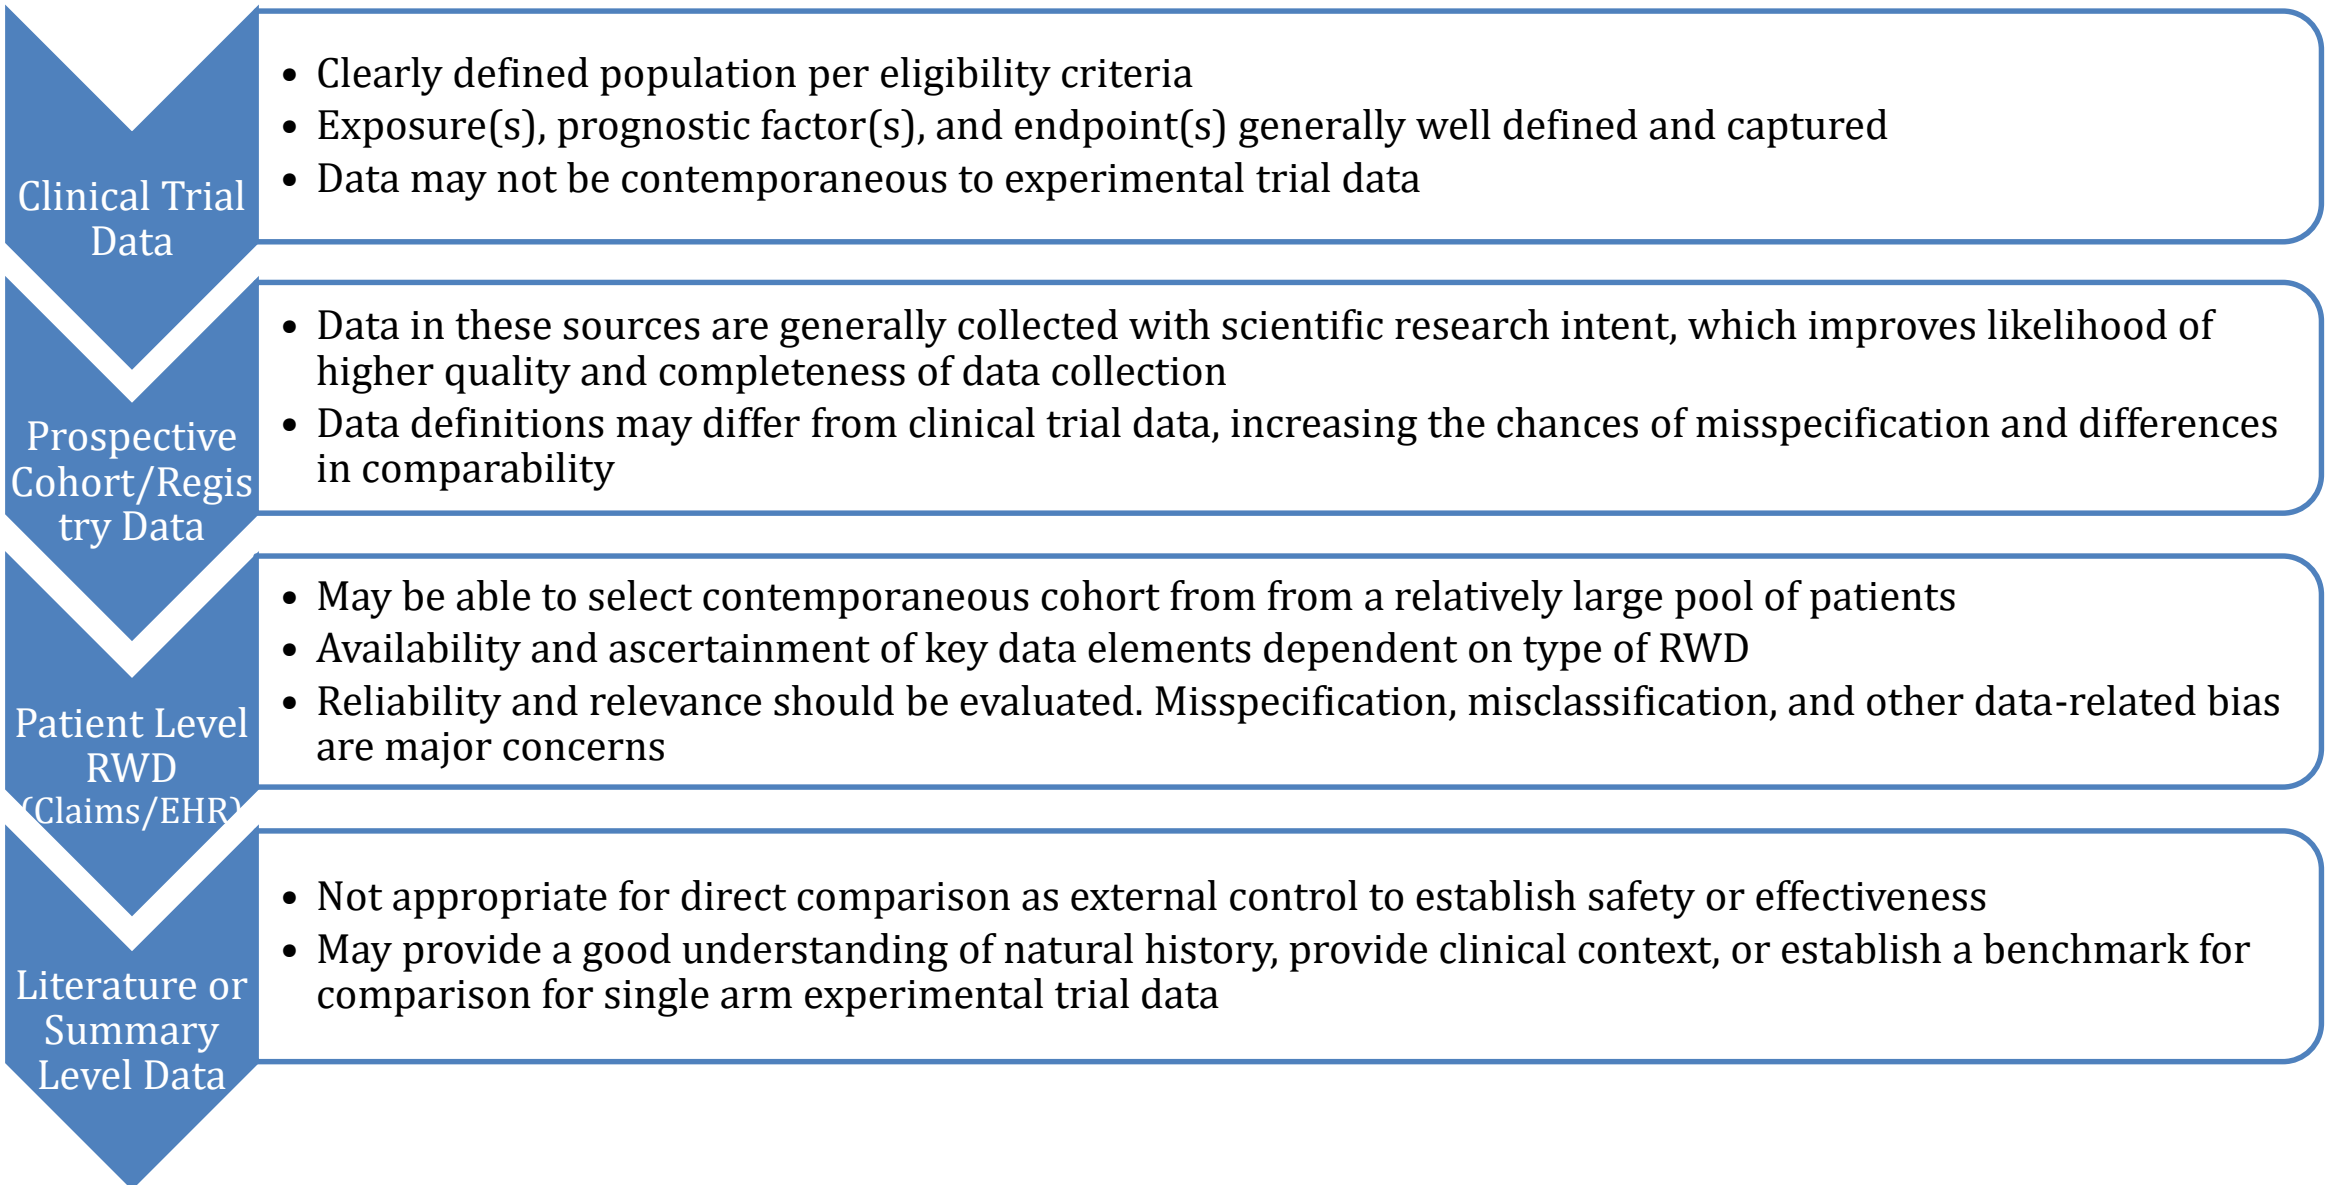 Clinical Trial
Data
• Clearly defined population per eligibility criteria
• Exposure(s), prognostic factor(s), and endpoint(s) generally well defined and captured
• Data may not be contemporaneous to experimental trial data
Prospective
Cohort/Regis
try Data
• Data in these sources are generally collected with scientific research intent, which improves likelihood of
higher quality and completeness of data collection
• Data definitions may differ from clinical trial data, increasing the chances of misspecification and differences
in comparability
Patient Level
RWD
(Claims/EHR)
• May be able to select contemporaneous cohort from from a relatively large pool of patients
• Availability and ascertainment of key data elements dependent on type of RWD
• Reliability and relevance should be evaluated. Misspecification, misclassification, and other data-related bias
are major concerns
Literature or
Summary
Level Data
• Not appropriate for direct comparison as external control to establish safety or effectiveness
• May provide a good understanding of natural history, provide clinical context, or establish a benchmark for
comparison for single arm experimental trial data